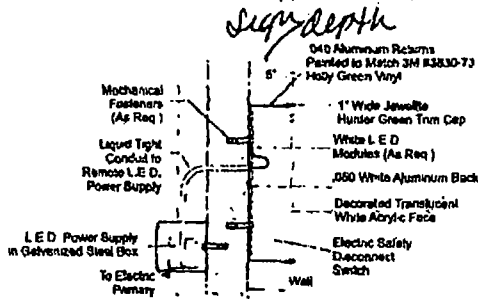 Sign depth
.040 Aluminum Returns
Painted to Match 3M #3630-73
Holly Green Vinyl
5"
Mechanical
Fasteners
(As Req)
1" Wide Jewelite
Hunter Green Trim Cap
Liquid Tight
Conduit to
Remote L.E.D.
Power Supply
White L E D
Modules (As Req)
.050 White Aluminum Back
Decorated Translucent
White Acrylic Face
L E D Power Supply
in Galvanized Steel Box
Electric Safety
Disconnect
Switch
To Electric
Primary
Wall